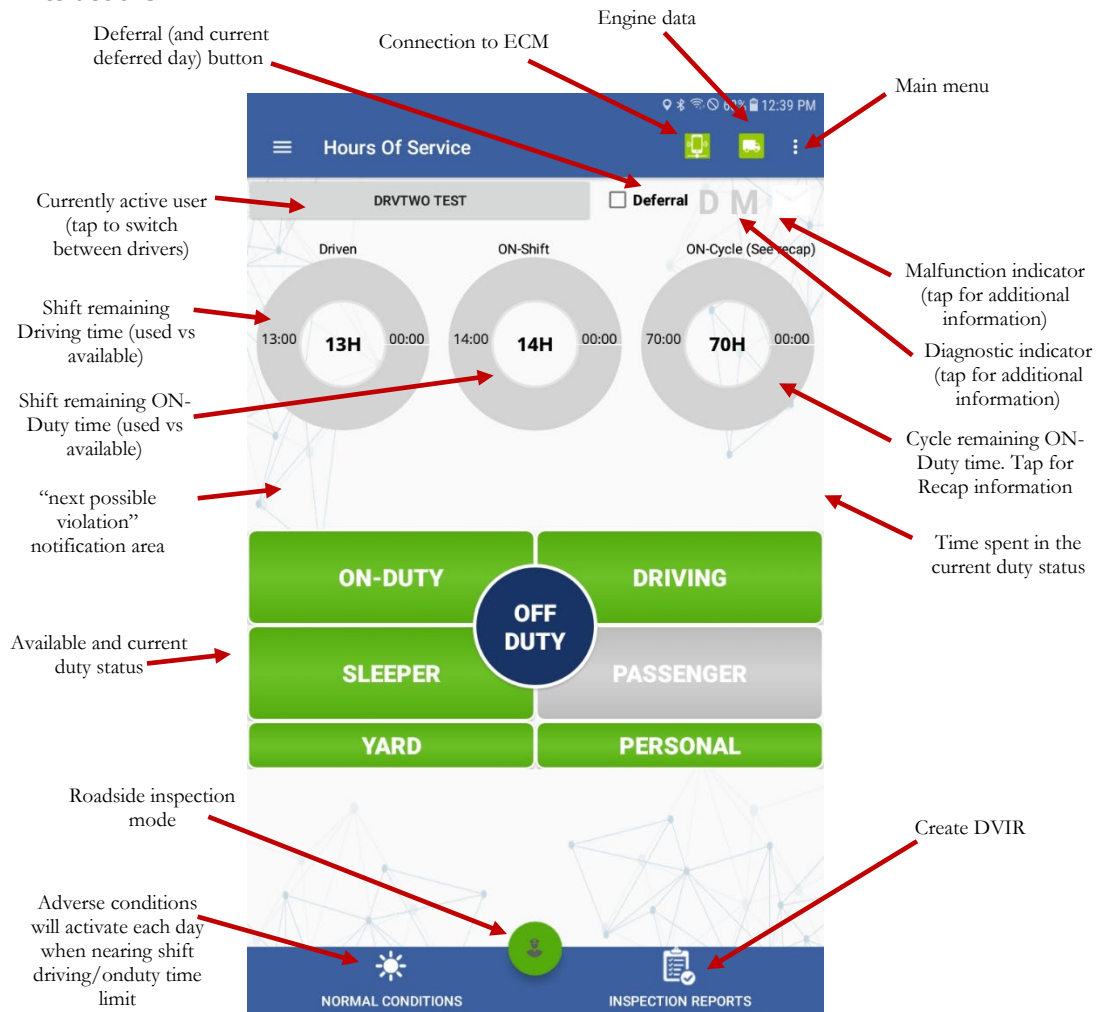 Engine data
Deferral (and current
deferred day) button
Connection to ECM
Main menu
12:39 PM
Hours Of Service
Currently active user
(tap to switch
between drivers)
DRVTWO TEST
Deferral D M
Driven ON-Shift ON-Cycle (See recap)
Malfunction indicator
(tap for additional
information)
Shift remaining
Driving time (used vs
available)
13:00 13H 00:00 14:00 14H 00:00 70:00 70H 00:00
Diagnostic indicator
(tap for additional
information)
Shift remaining ON-
Duty time (used vs
available)
Cycle remaining ON-
Duty time. Tap for
Recap information
“next possible
violation”
notification area
Time spent in the
current duty status
ON-DUTY DRIVING
OFF
DUTY
Available and current
duty status
SLEEPER PASSENGER
YARD PERSONAL
Roadside inspection
mode
Create DVIR
Adverse conditions
will activate each day
when nearing shift
driving/onduty time
limit
NORMAL CONDITIONS INSPECTION REPORTS